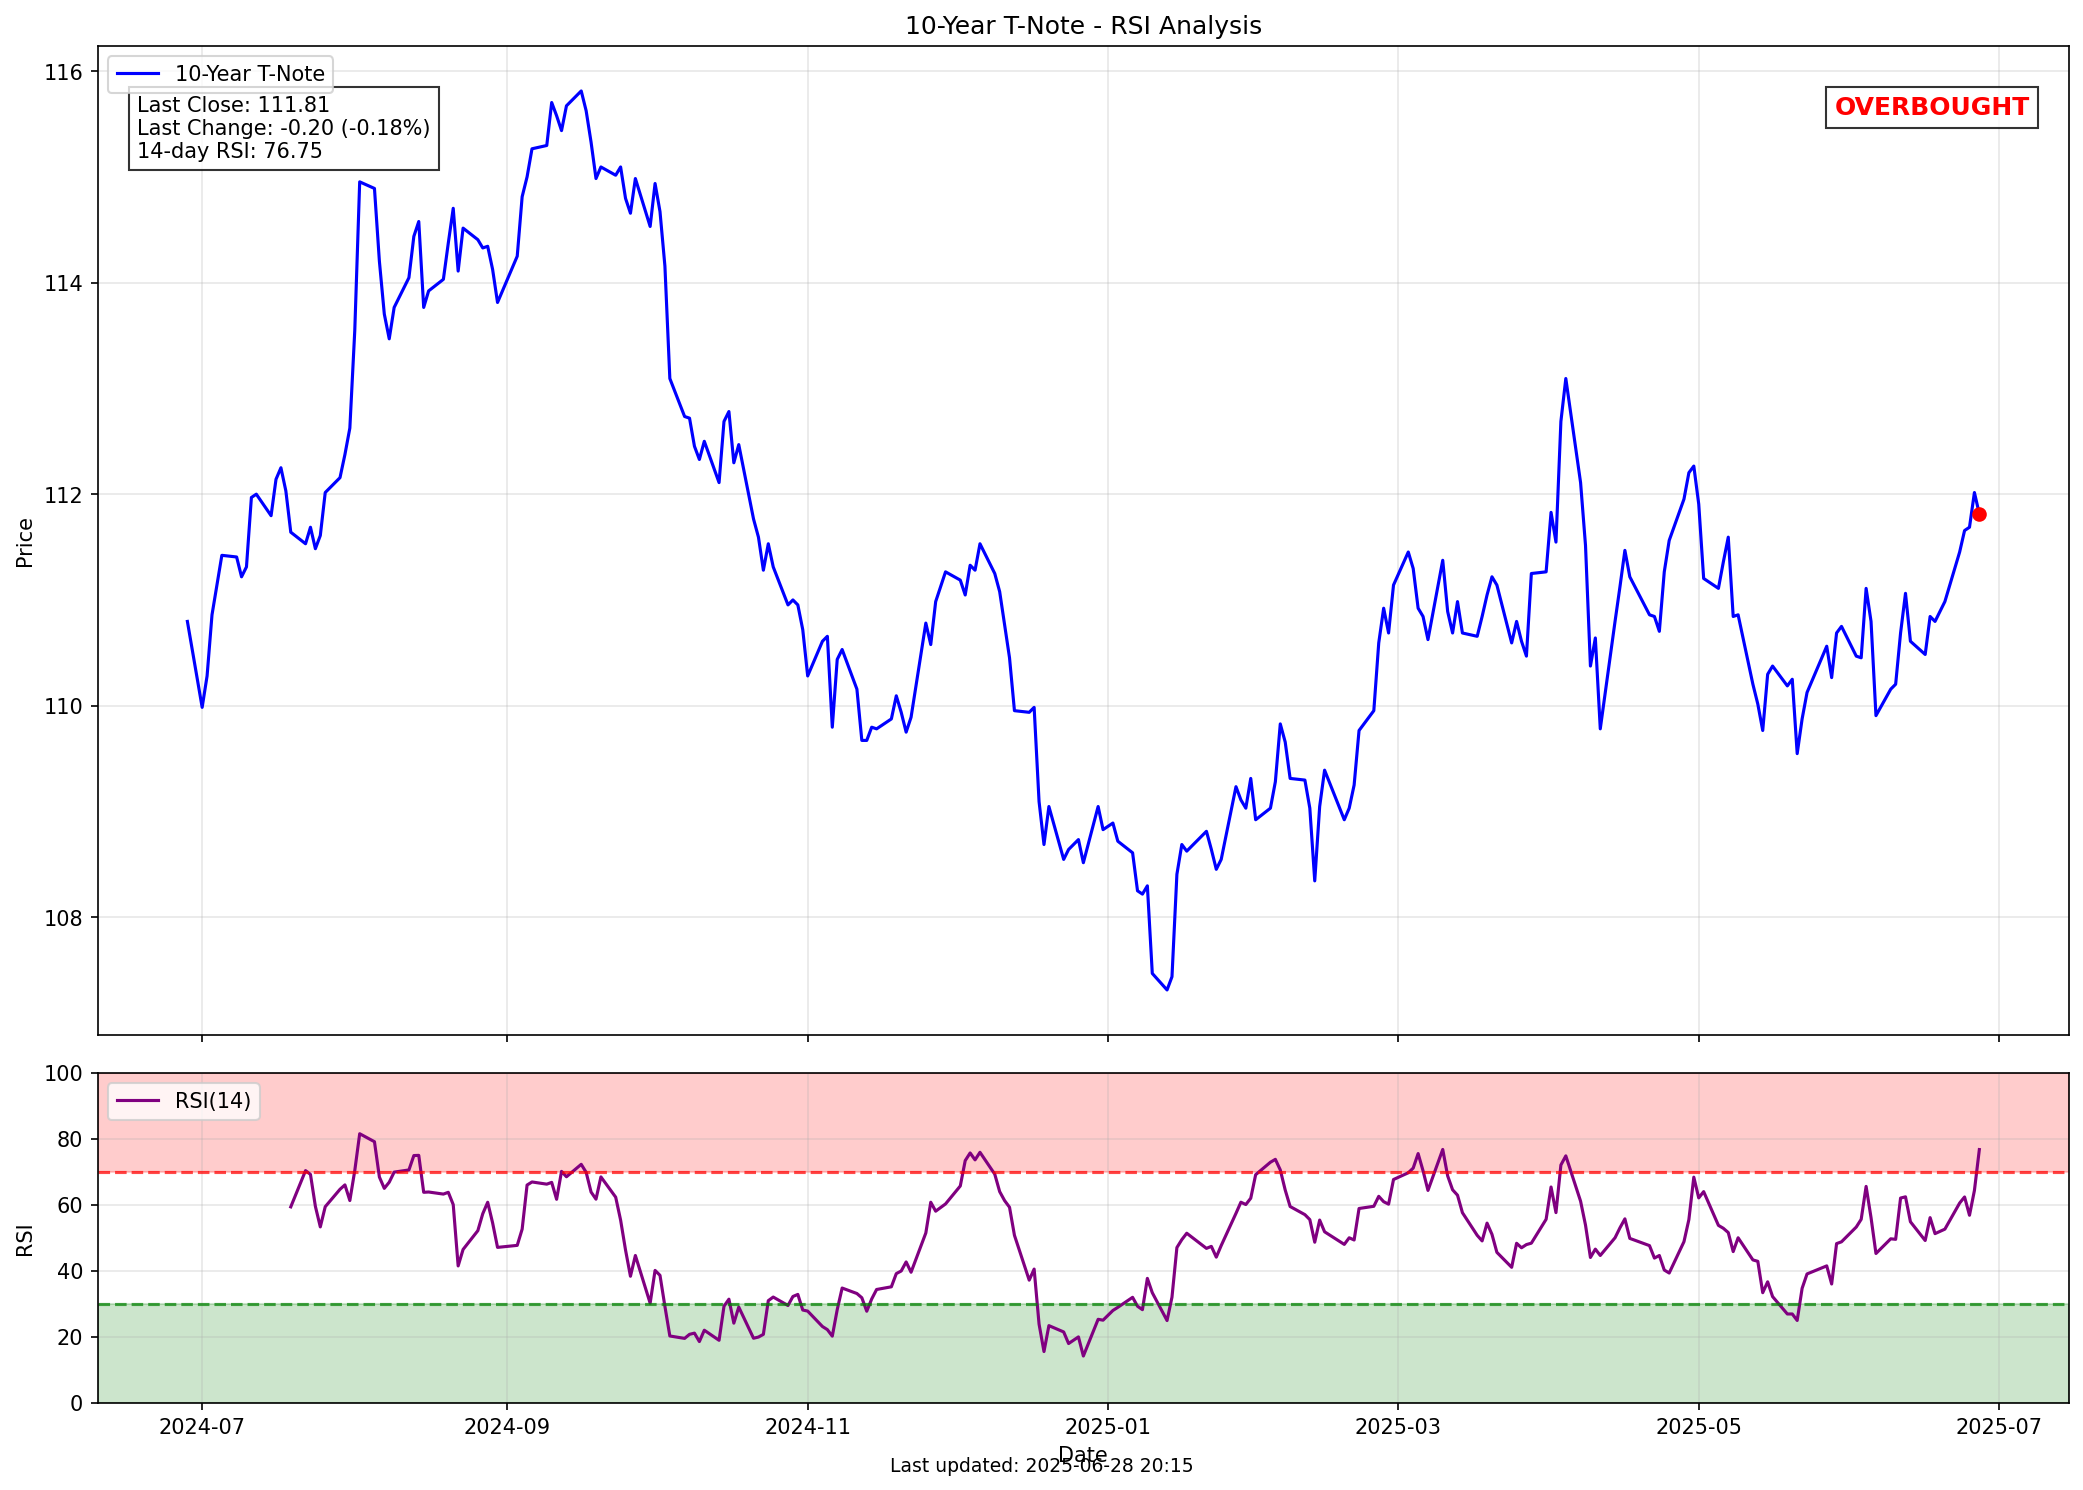 10-Year T-Note - RSI Analysis
10-Year T-Note
Last Close: 111.81
Last Change: -0.20 (-0.18%)
14-day RSI: 76.75
OVERBOUGHT
116
114
112
110
108
Price
RSI(14)
100
80
60
40
20
0
RSI
2024-07
2024-09
2024-11
2025-01
2025-03
2025-05
2025-07
Date
Last updated: 2025-06-28 20:15